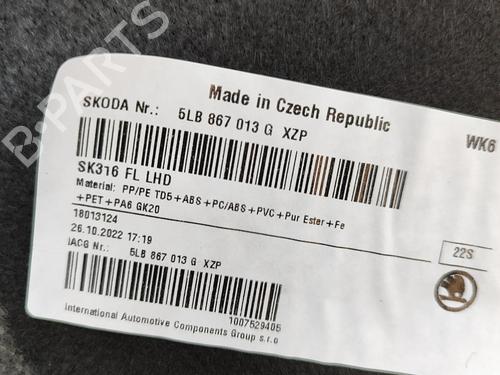 B-PARTS
Made in Czech Republic
SKODA Nr.: 5LB 867 013 G XZP
WK6
SK316 FL LHD
Material: PP/PE TD5+ABS+PC/ABS+PVC+Pur Ester+Fe
+PET+PA6 GK20
18013124
26.10.2022 17:19
22S
IACG Nr.: 5LB 867 013 G XZP
1007529405
International Automotive Components Group s.r.o